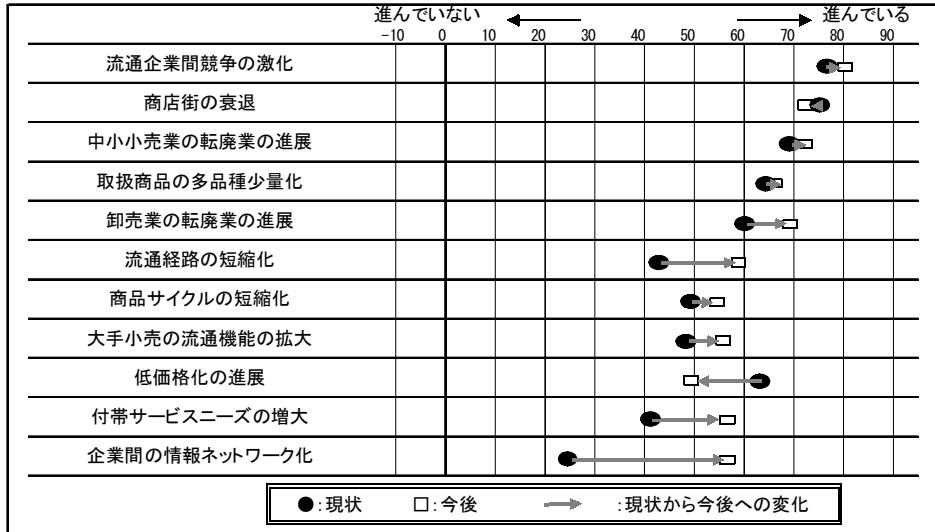 進んでいない　進んでいる
-10 0 10 20 30 40 50 60 70 80 90
流通企業間競争の激化
商店街の衰退
中小小売業の転廃業の進展
取扱商品の多品種少量化
卸売業の転廃業の進展
流通経路の短縮化
商品サイクルの短縮化
大手小売の流通機能の拡大
低価格化の進展
付帯サービスニーズの増大
企業間の情報ネットワーク化
●:現状　□:今後　→:現状から今後への変化